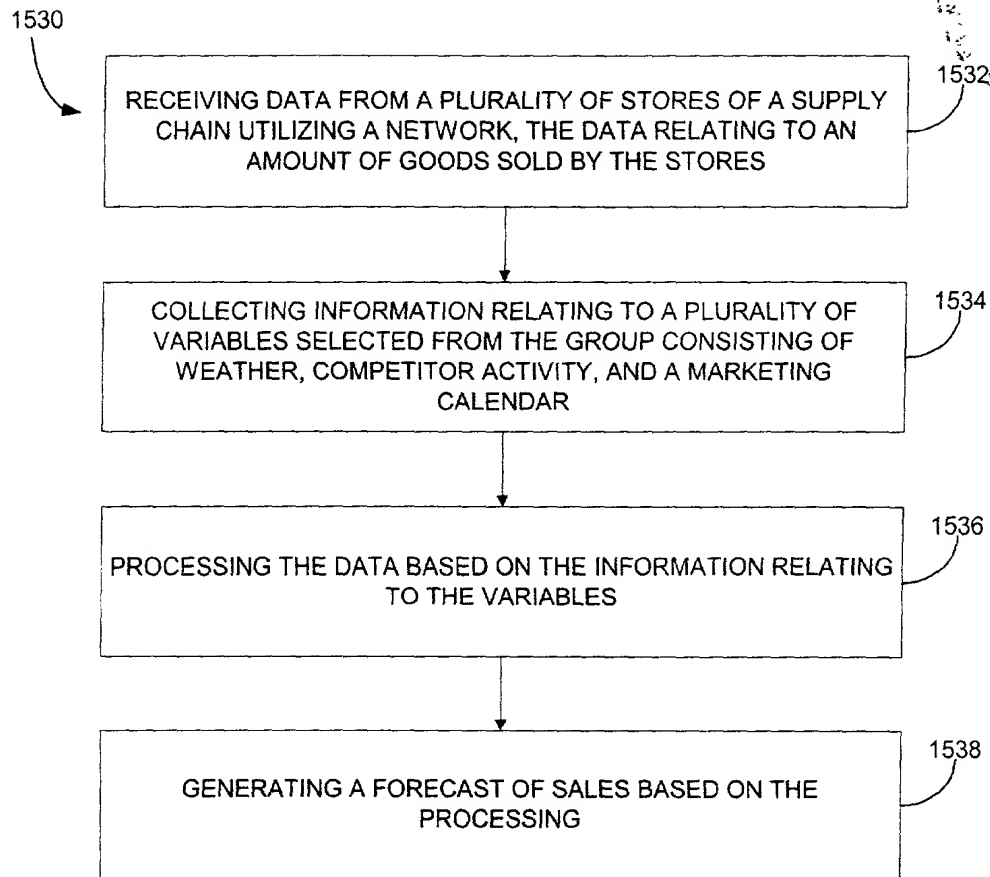 1530
1532
RECEIVING DATA FROM A PLURALITY OF STORES OF A SUPPLY
CHAIN UTILIZING A NETWORK, THE DATA RELATING TO AN
AMOUNT OF GOODS SOLD BY THE STORES
1534
COLLECTING INFORMATION RELATING TO A PLURALITY OF
VARIABLES SELECTED FROM THE GROUP CONSISTING OF
WEATHER, COMPETITOR ACTIVITY, AND A MARKETING
CALENDAR
1536
PROCESSING THE DATA BASED ON THE INFORMATION RELATING
TO THE VARIABLES
1538
GENERATING A FORECAST OF SALES BASED ON THE
PROCESSING